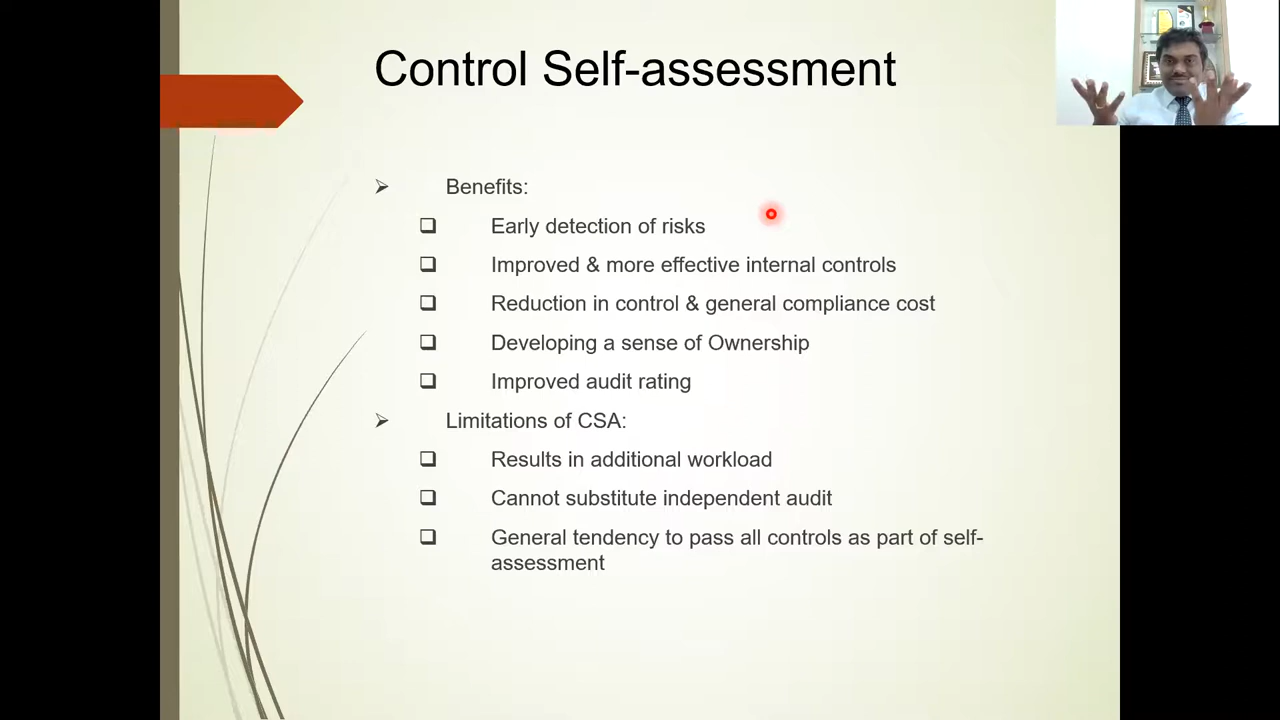 Control Self-assessment
Benefits:
Early detection of risks
Improved & more effective internal controls
Reduction in control & general compliance cost
Developing a sense of Ownership
Improved audit rating
Limitations of CSA:
Results in additional workload
Cannot substitute independent audit
General tendency to pass all controls as part of self-
assessment